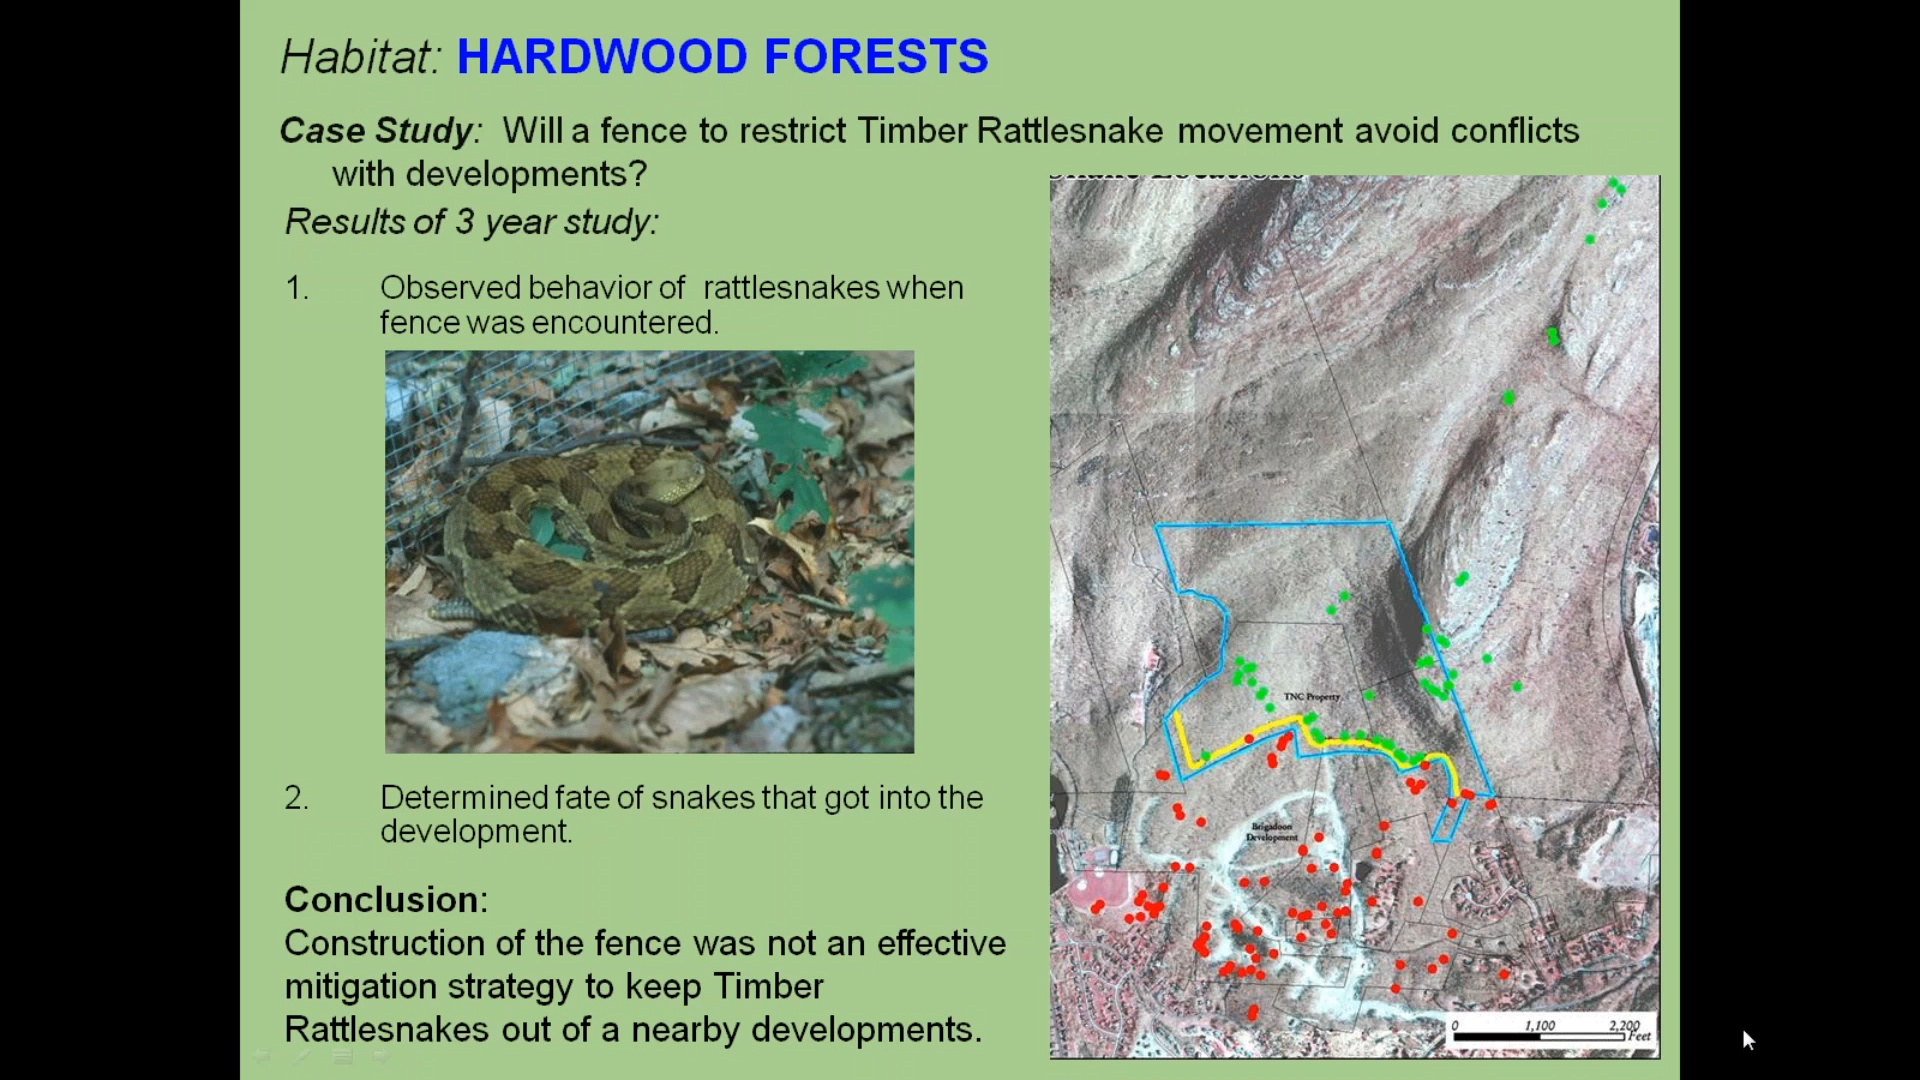 Habitat: HARDWOOD FORESTS
Case Study: Will a fence to restrict Timber Rattlesnake movement avoid conflicts
with developments?
Results of 3 year study:
1. Observed behavior of rattlesnakes when
fence was encountered.
2. Determined fate of snakes that got into the
development.
Conclusion:
Construction of the fence was not an effective
mitigation strategy to keep Timber
Rattlesnakes out of a nearby developments.
TNC Property
Brigadoon
Development
0 1,100 2,200
Feet